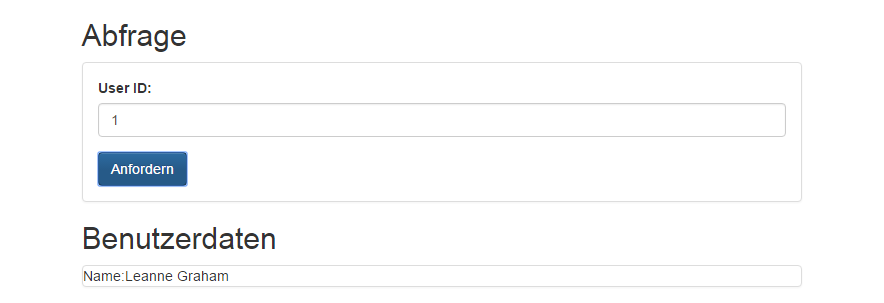 Abfrage
User ID:
1
Anfordern
Benutzerdaten
Name:Leanne Graham